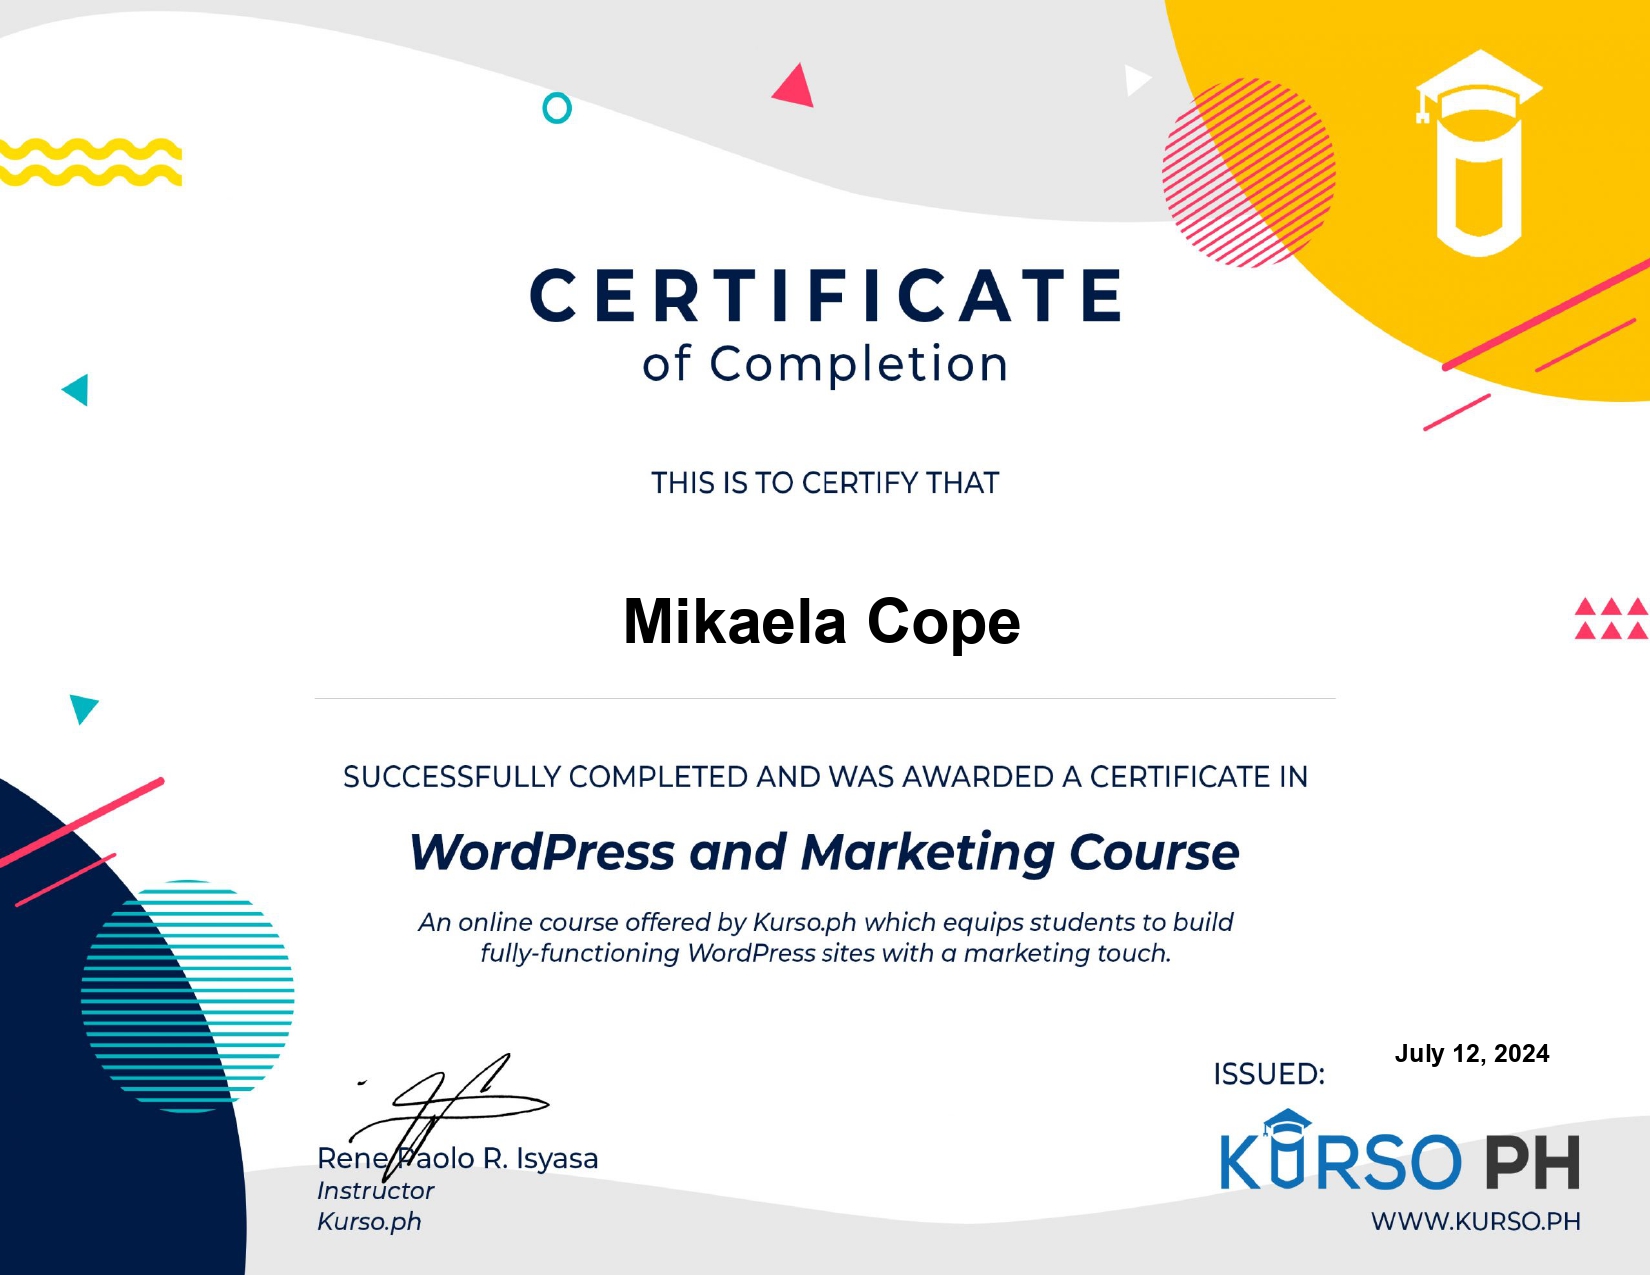 CERTIFICATE
of Completion
THIS IS TO CERTIFY THAT
Mikaela Cope
SUCCESSFULLY COMPLETED AND WAS AWARDED A CERTIFICATE IN
WordPress and Marketing Course
An online course offered by Kurso.ph which equips students to build
fully-functioning WordPress sites with a marketing touch.
Rene Paolo R. Isyasa
Instructor
Kurso.ph
July 12, 2024
ISSUED:
KURSO PH
WWW.KURSO.PH